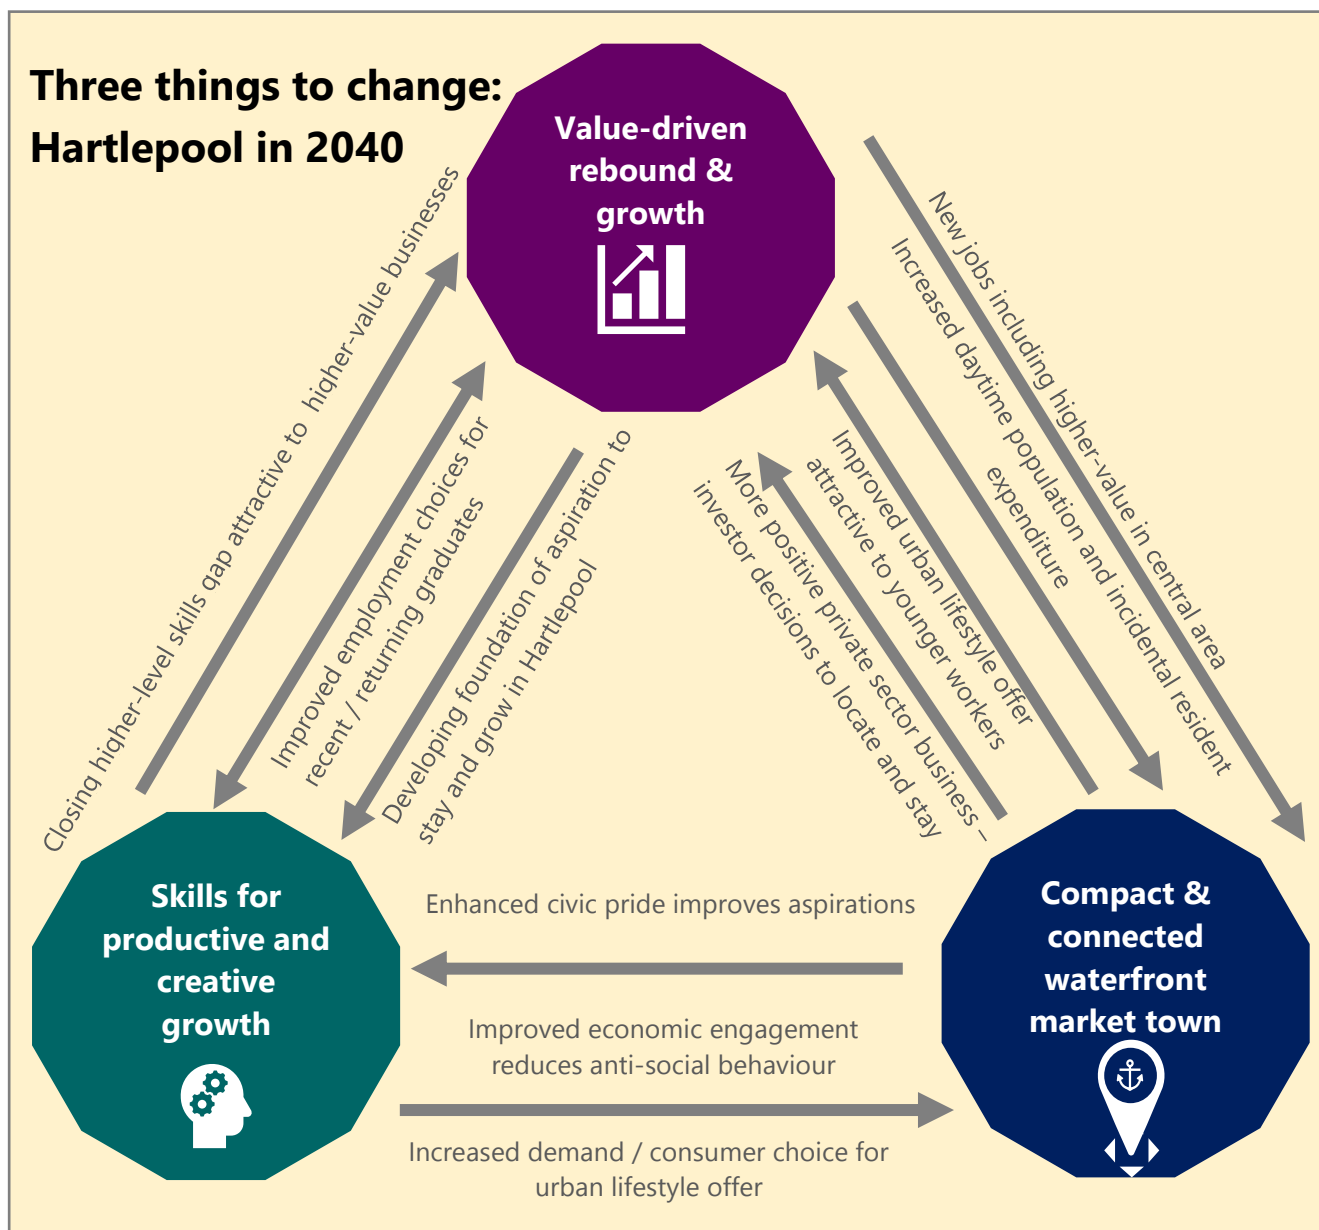 Three things to change:
Hartlepool in 2040
Value-driven
rebound &
growth
Closing higher-level skills gap attractive to higher-value businesses
Improved employment choices for
recent / returning graduates
Developing foundation of aspiration to
stay and grow in Hartlepool
New jobs including higher-value in central area
Increased daytime population and incidental resident
expenditure
Improved urban lifestyle offer
attractive to younger workers
More positive private sector business –
investor decisions to locate and stay
Skills for
productive and
creative
growth
Enhanced civic pride improves aspirations
Improved economic engagement
reduces anti-social behaviour
Increased demand / consumer choice for
urban lifestyle offer
Compact &
connected
waterfront
market town